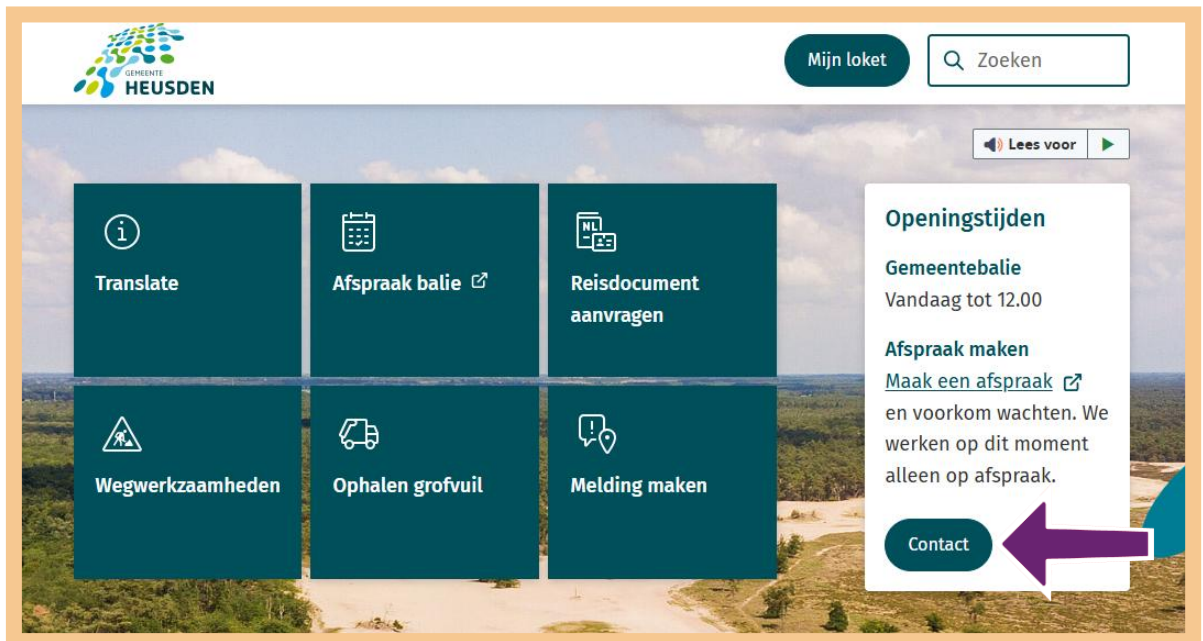 GEMEENTE
HEUSDEN
Mijn loket
Zoeken
Lees voor
Translate
Afspraak balie
NL
Reisdocument
aanvragen
Wegwerkzaamheden
Ophalen grofvuil
Melding maken
Openingstijden
Gemeentebalie
Vandaag tot 12.00
Afspraak maken
Maak een afspraak
en voorkom wachten. We
werken op dit moment
alleen op afspraak.
Contact